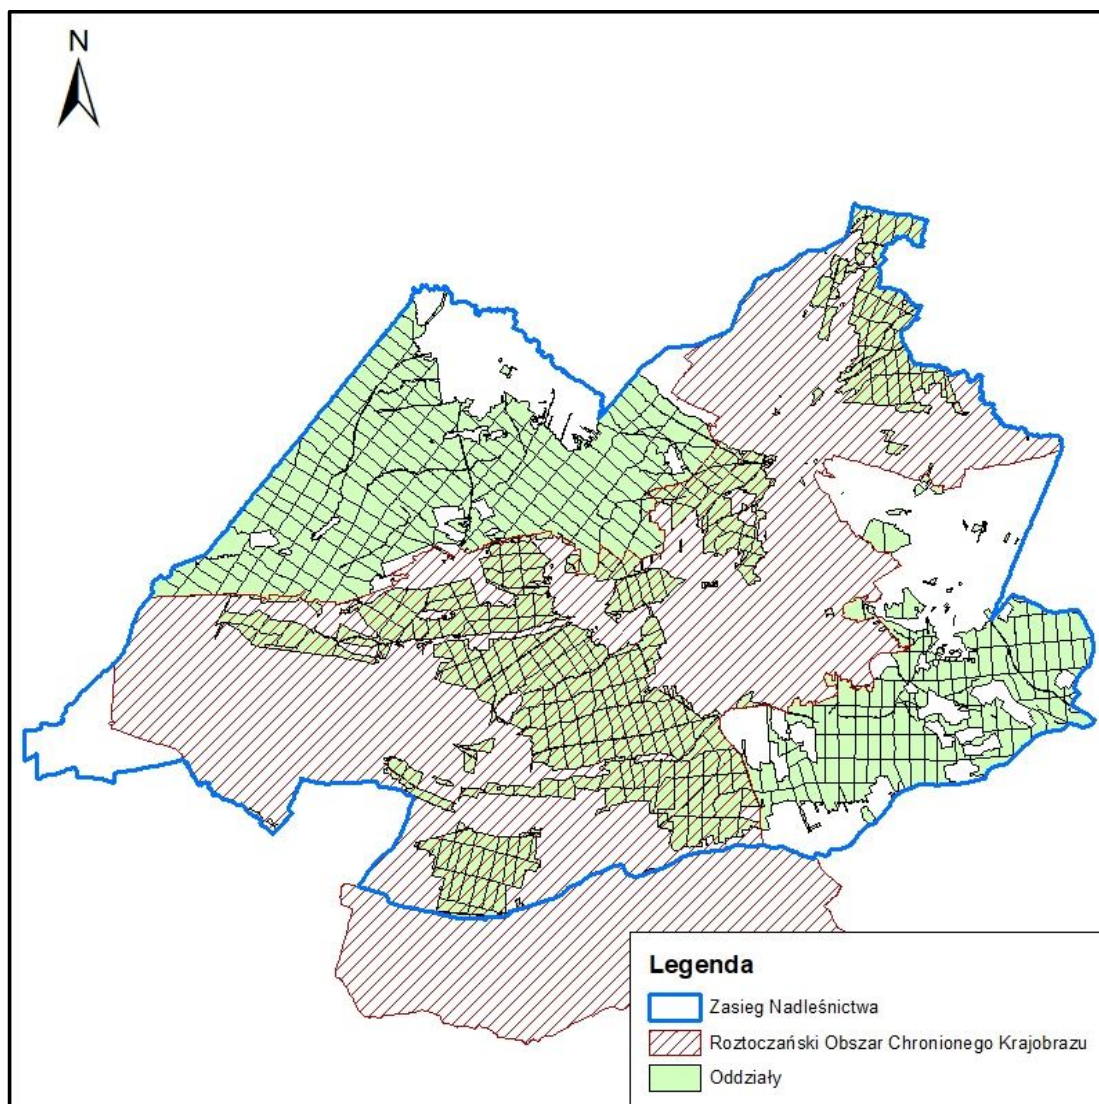 N
Legenda
Zasieg Nadleśnictwa
Roztoczański Obszar Chronionego Krajobrazu
Oddziały